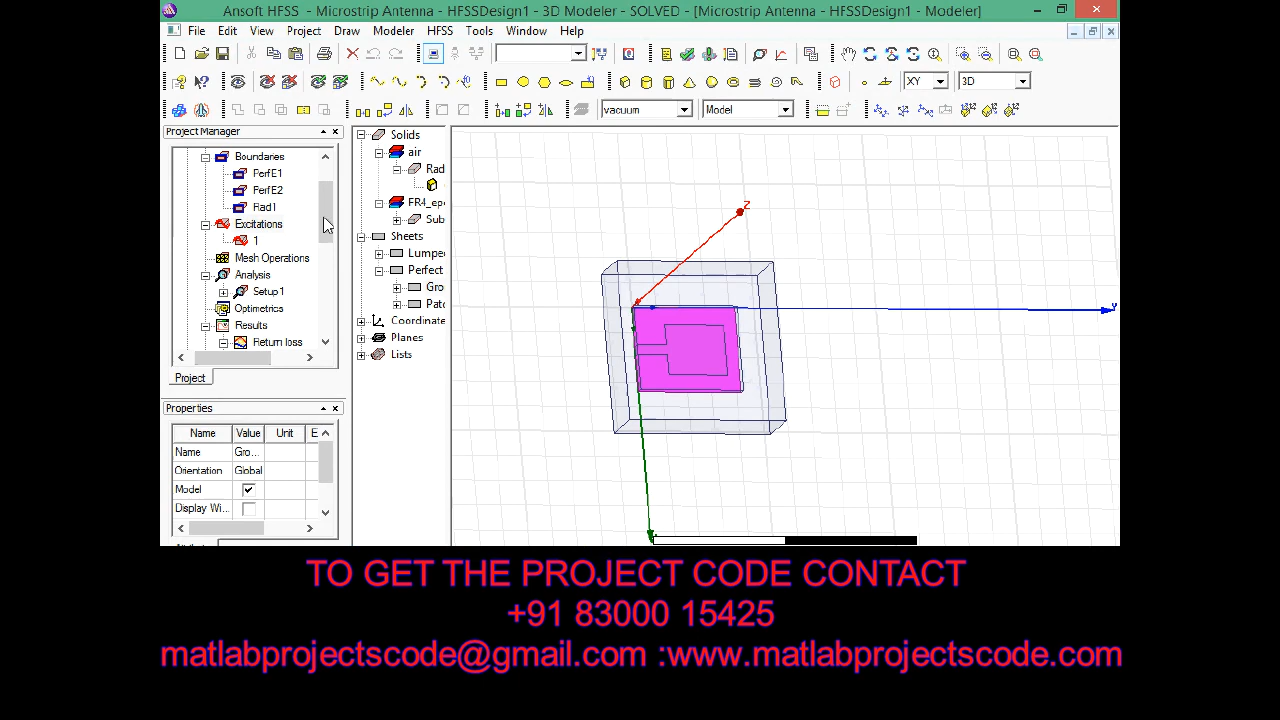 Ansoft HFSS - Microstrip Antenna - HFSSDesign1 - 3D Modeler - SOLVED - [Microstrip Antenna - HFSSDesign1 - Modeler]
File Edit View Project Draw Modeler HFSS Tools Window Help
XY 3D
vacuum Model
Project Manager
Boundaries
PerfE1
PerfE2
Rad1
Excitations
1
Mesh Operations
Analysis
Setup1
Optimetrics
Results
Return loss
Project
Properties
Name Value Unit E
Name Gro...
Orientation Global
Model
Display Wi...
Solids
air
Rad
FR4_epo
Sub
Sheets
Lumpe
Perfect
Gro
Patc
Coordinate
Planes
Lists
Z
TO GET THE PROJECT CODE CONTACT
+91 83000 15425
matlabprojectscode@gmail.com :www.matlabprojectscode.com